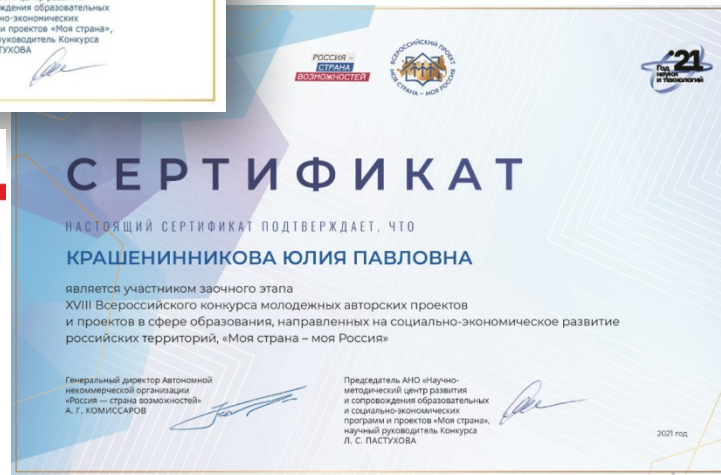 но-экономических
и проектов «Моя страна»,
руководитель Конкурса
РОССИЯ –
СТРАНА
ВОЗМОЖНОСТЕЙ
ВСЕРОССИЙСКИЙ ПРОЕКТ
МОЯ СТРАНА – МОЯ РОССИЯ
'21
Год
науки
и технологий
СЕРТИФИКАТ
НАСТОЯЩИЙ СЕРТИФИКАТ ПОДТВЕРЖДАЕТ, ЧТО
КРАШЕНИННИКОВА ЮЛИЯ ПАВЛОВНА
является участником заочного этапа
XVIII Всероссийского конкурса молодежных авторских проектов
и проектов в сфере образования, направленных на социально-экономическое развитие
российских территорий, «Моя страна – моя Россия»
Генеральный директор Автономной
некоммерческой организации
«Россия — страна возможностей»
А. Г. КОМИССАРОВ
Председатель АНО «Научно-
методический центр развития
и сопровождения образовательных
и социально-экономических
программ и проектов «Моя страна»,
научный руководитель Конкурса
Л. С. ПАСТУХОВА
2021 год